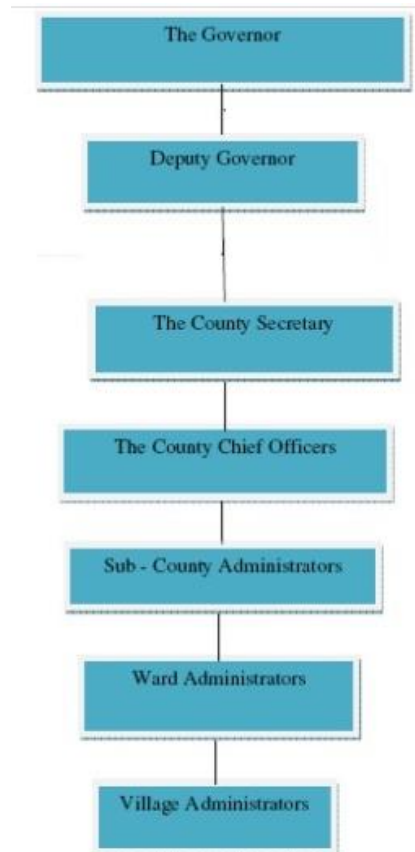 The Governor
Deputy Governor
The County Secretary
The County Chief Officers
Sub - County Administrators
Ward Administrators
Village Administrators